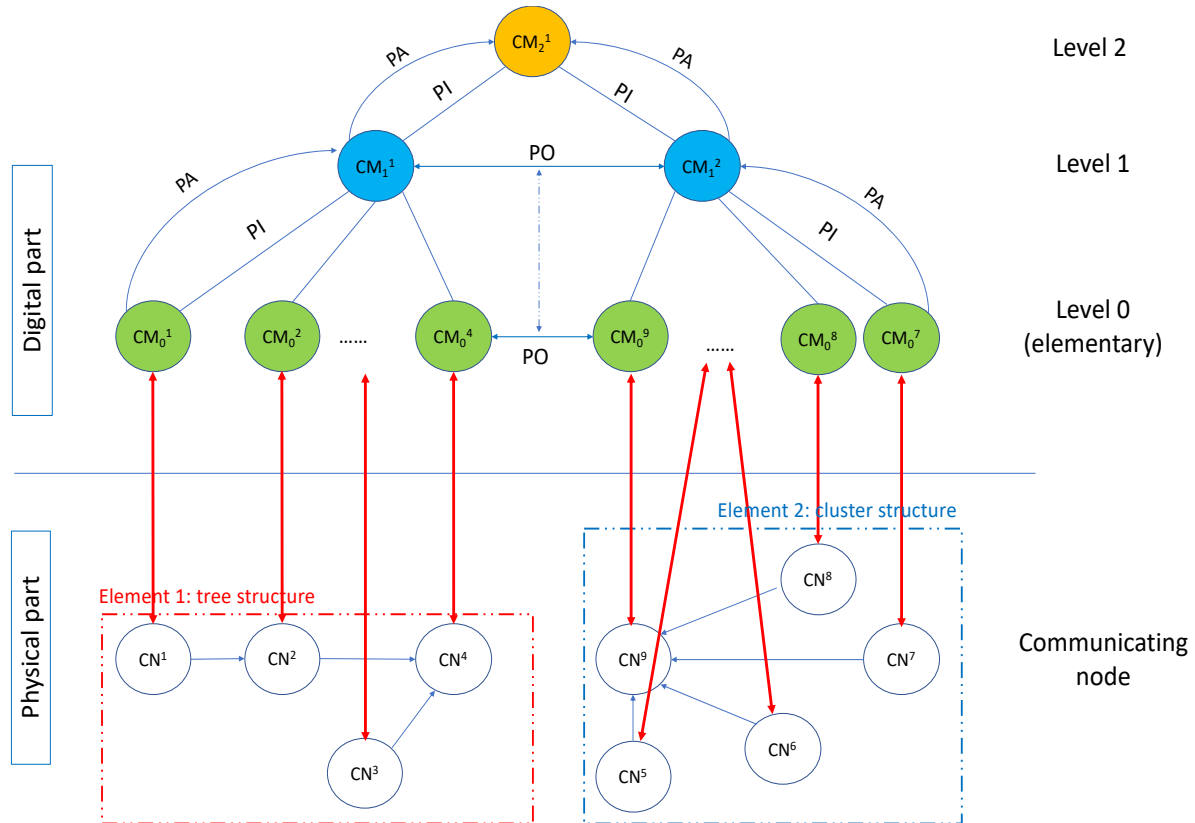 CM₂¹
Level 2
PA
PA
PI
PI
CM₁¹
PO
CM₁²
Level 1
PA
PA
PI
PI
Digital part
CM₀¹
CM₀²
……
CM₀⁴
PO
CM₀⁹
……
CM₀⁸
CM₀⁷
Level 0
(elementary)
Element 2: cluster structure
Element 1: tree structure
Physical part
CN⁸
CN¹
CN²
CN⁴
CN⁹
CN⁷
Communicating
node
CN³
CN⁵
CN⁶